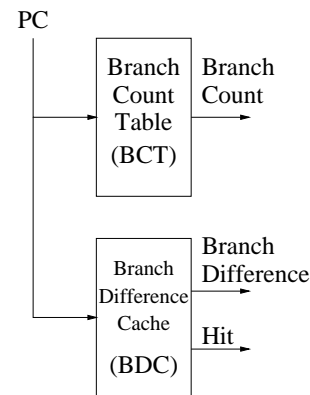 PC
Branch
Count
Table
(BCT)
Branch
Count
Branch
Difference
Cache
(BDC)
Branch
Difference
Hit